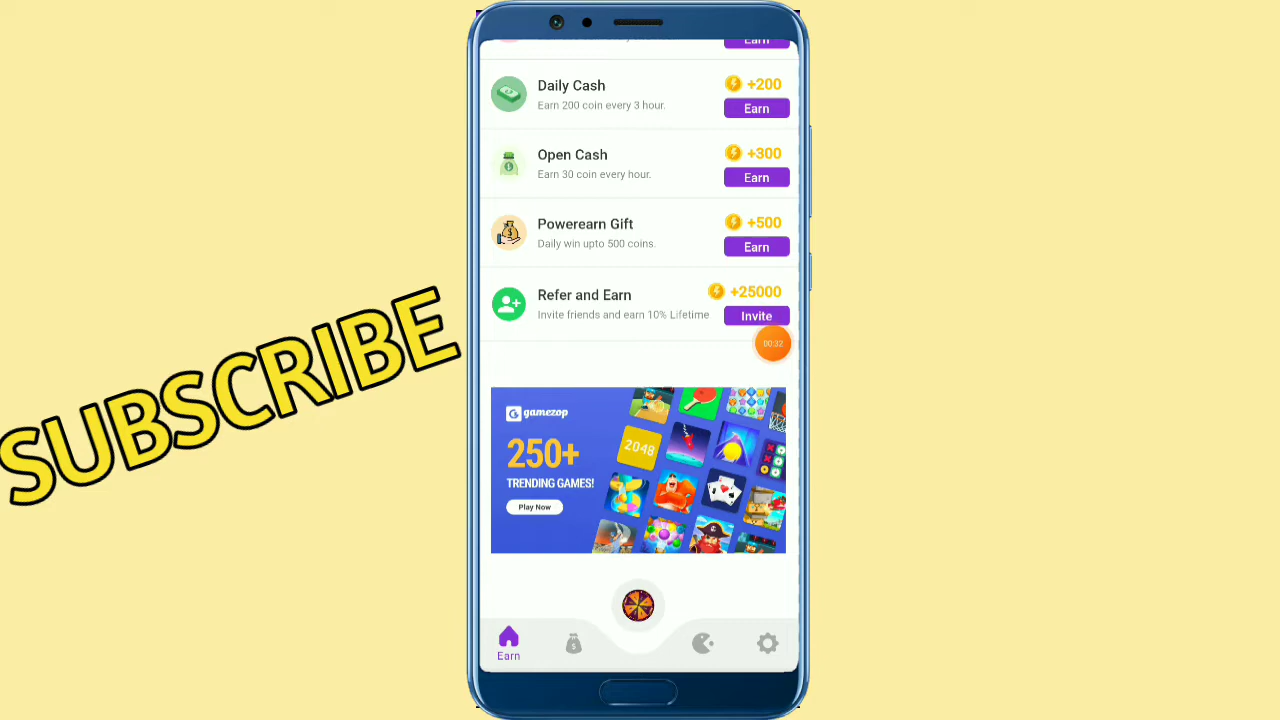 Earn
Daily Cash
+200
Earn 200 coin every 3 hour.
Earn
Open Cash
+300
Earn 30 coin every hour.
Earn
Powerearn Gift
+500
Daily win upto 500 coins.
Earn
Refer and Earn
+25000
Invite friends and earn 10% Lifetime
Invite
00:32
SUBSCRIBE
G gamezop
250+
TRENDING GAMES!
Play Now
2048
Earn